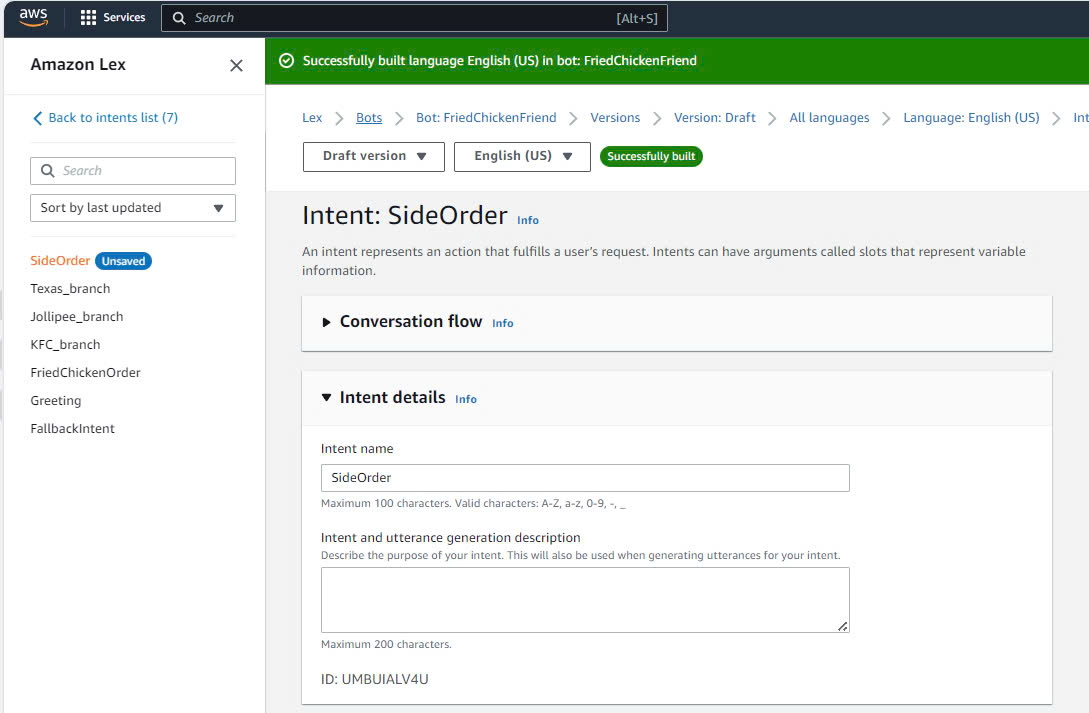 aws Services Search [Alt+S]
Amazon Lex
Back to intents list (7)
Search
Sort by last updated
SideOrder Unsaved
Texas_branch
Jollipee_branch
KFC_branch
FriedChickenOrder
Greeting
FallbackIntent
Successfully built language English (US) in bot: FriedChickenFriend
Lex Bots Bot: FriedChickenFriend Versions Version: Draft All languages Language: English (US) Int
Draft version English (US) Successfully built
Intent: SideOrder Info
An intent represents an action that fulfills a user's request. Intents can have arguments called slots that represent variable
information.
Conversation flow Info
Intent details Info
Intent name
SideOrder
Maximum 100 characters. Valid characters: A-Z, a-z, 0-9, -, _
Intent and utterance generation description
Describe the purpose of your intent. This will also be used when generating utterances for your intent.
Maximum 200 characters.
ID: UMBUIALV4U